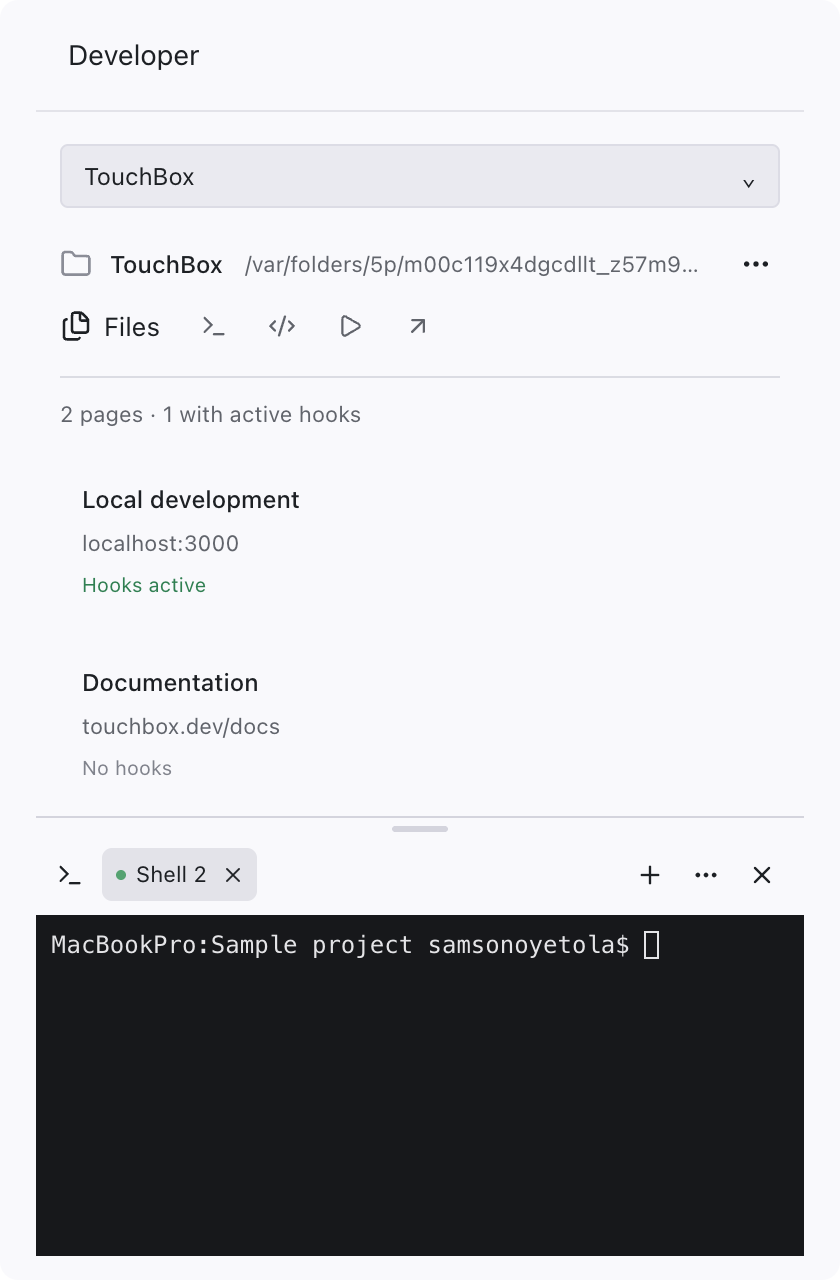 Developer
TouchBox
TouchBox /var/folders/5p/m00c119x4dgcdllt_z57m9...
Files
2 pages · 1 with active hooks
Local development
localhost:3000
Hooks active
Documentation
touchbox.dev/docs
No hooks
Shell 2
MacBookPro:Sample project samsonoyetola$